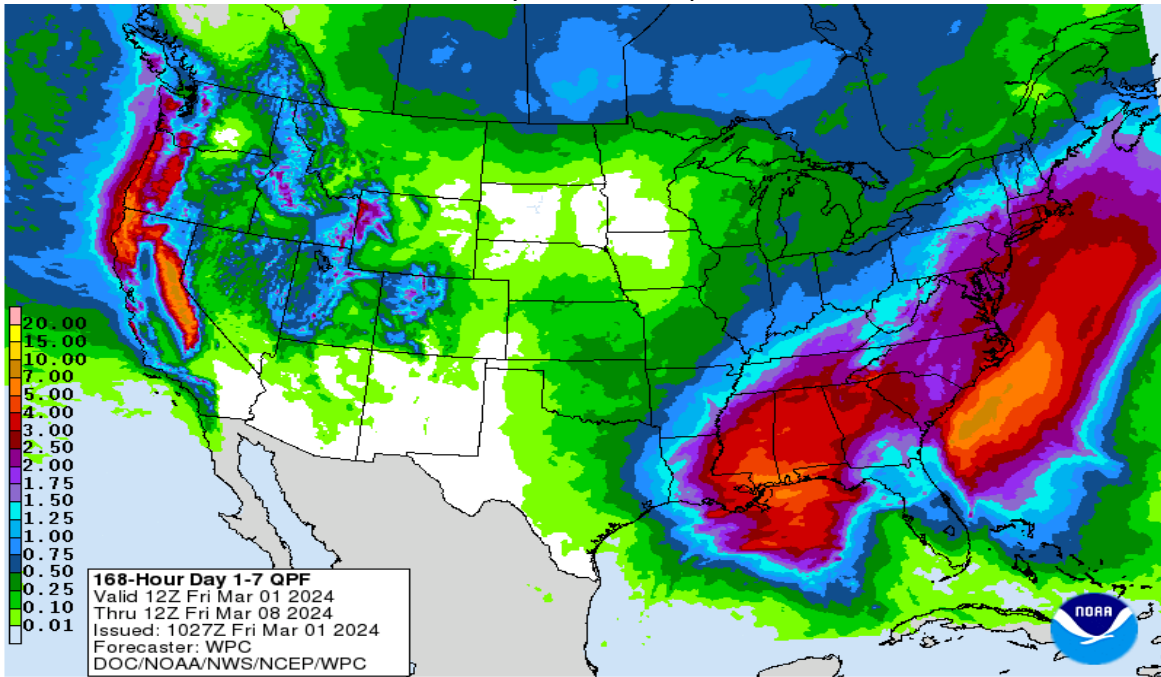 20.00
15.00
10.00
7.00
5.00
4.00
3.00
2.50
2.00
1.75
1.50
1.25
1.00
0.75
0.50
0.25
0.10
0.01
168-Hour Day 1-7 QPF
Valid 12Z Fri Mar 01 2024
Thru 12Z Fri Mar 08 2024
Issued: 1027Z Fri Mar 01 2024
Forecaster: WPC
DOC/NOAA/NWS/NCEP/WPC
NOAA